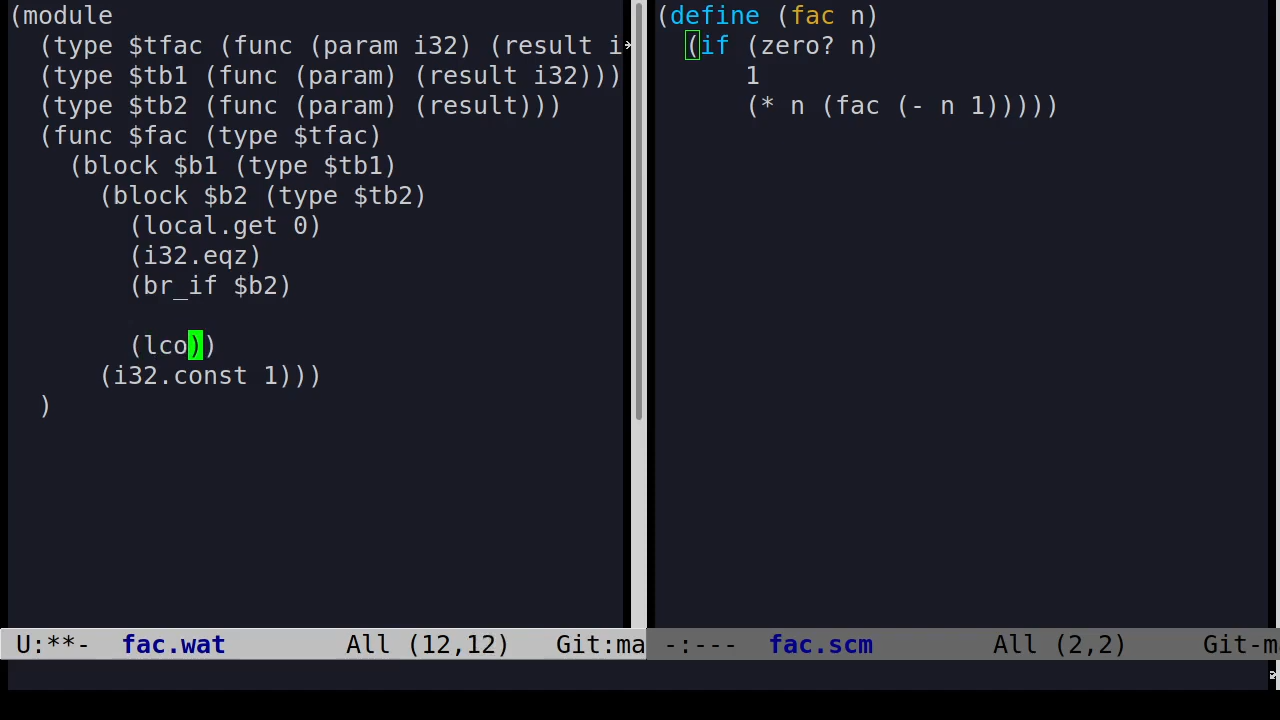 (module
  (type $tfac (func (param i32) (result i
  (type $tb1 (func (param) (result i32)))
  (type $tb2 (func (param) (result)))
  (func $fac (type $tfac)
    (block $b1 (type $tb1)
      (block $b2 (type $tb2)
        (local.get 0)
        (i32.eqz)
        (br_if $b2)
        (lco))
      (i32.const 1)))
  )
U:**-  fac.wat        All (12,12)   Git:ma
(define (fac n)
  (if (zero? n)
      1
      (* n (fac (- n 1)))))
-:---  fac.scm        All (2,2)     Git-m